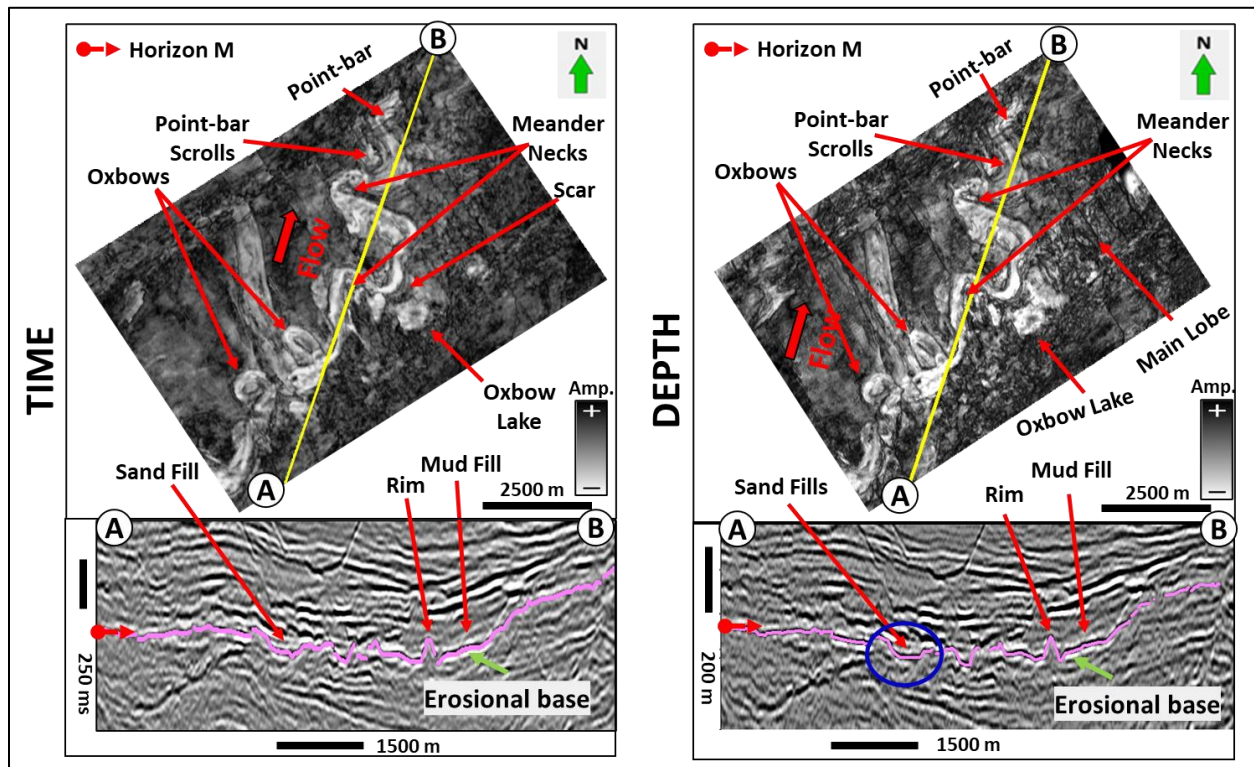 TIME
Horizon M
B
N
Point-bar
Point-bar
Scrolls
Meander
Necks
Oxbows
Scar
Flow
Oxbow
Lake
Amp.
+
–
A
2500 m
Sand Fill
Rim
Mud Fill
A
B
250 ms
Erosional base
1500 m
DEPTH
Horizon M
B
N
Point-bar
Point-bar
Scrolls
Meander
Necks
Oxbows
Flow
Main Lobe
Oxbow Lake
Amp.
+
–
A
2500 m
Sand Fills
Rim
Mud Fill
A
B
200 m
Erosional base
1500 m